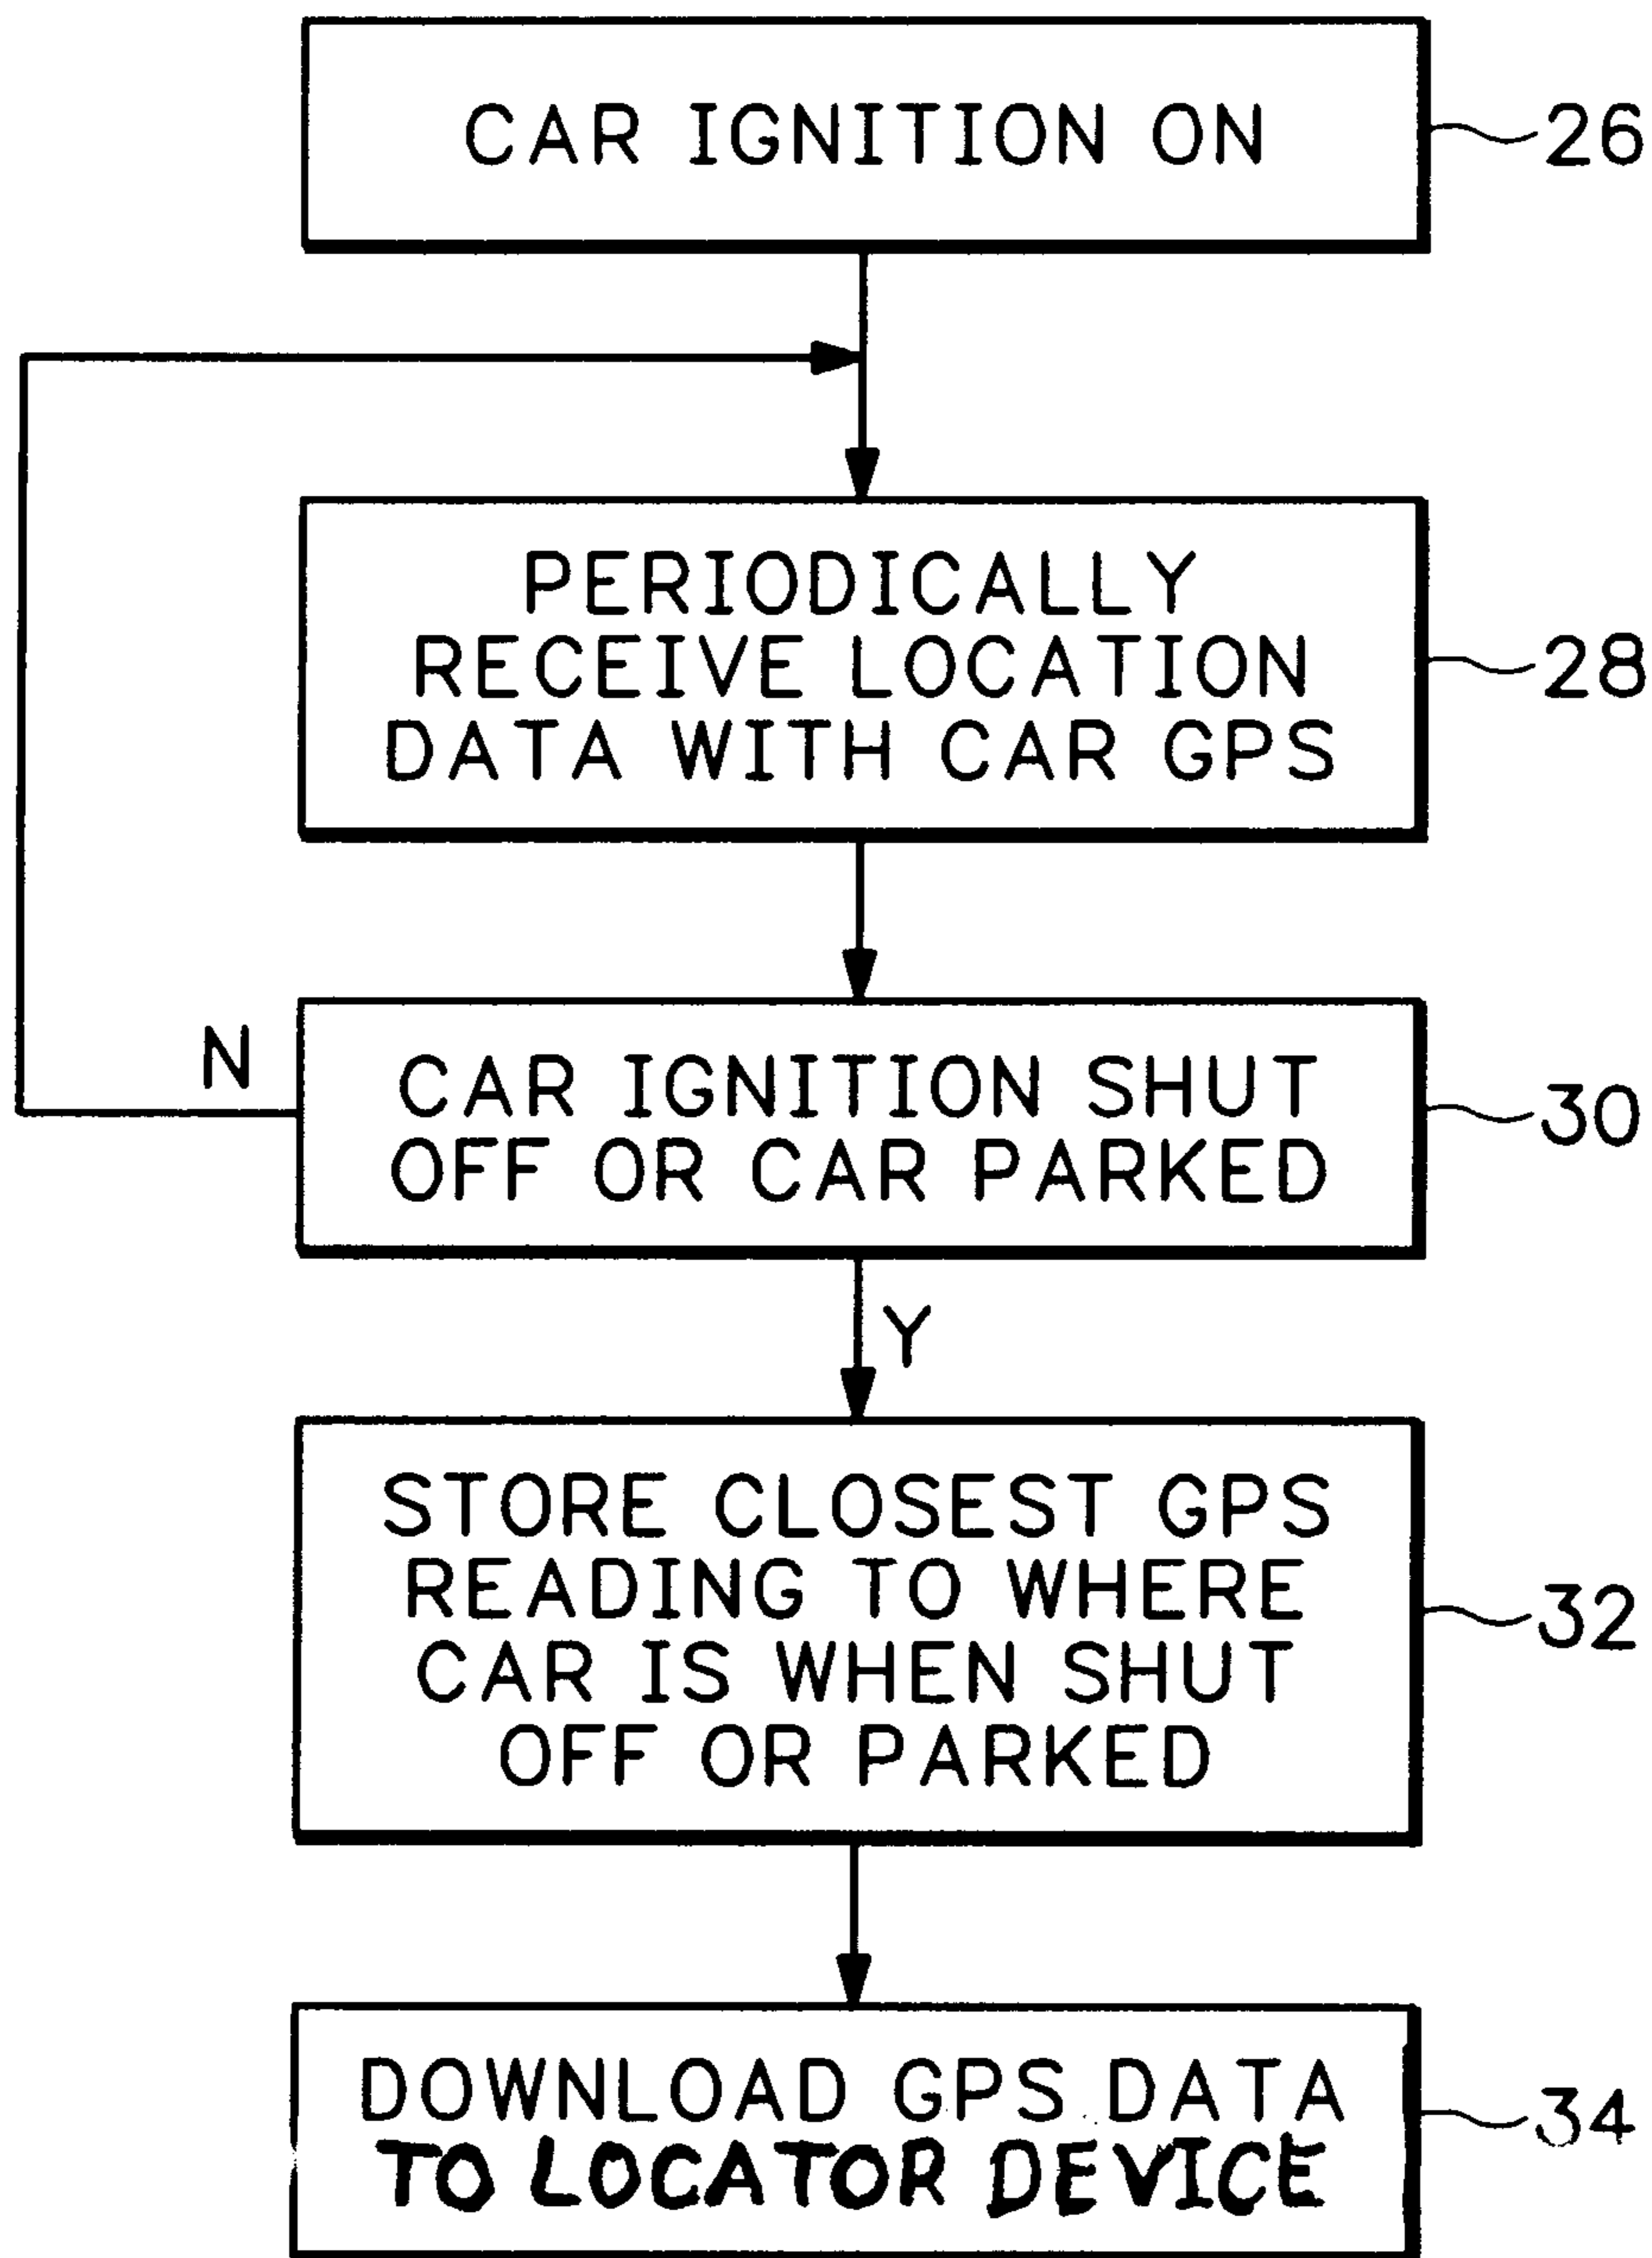 CAR IGNITION ON
26
PERIODICALLY
RECEIVE LOCATION
DATA WITH CAR GPS
28
N
CAR IGNITION SHUT
OFF OR CAR PARKED
30
Y
STORE CLOSEST GPS
READING TO WHERE
CAR IS WHEN SHUT
OFF OR PARKED
32
DOWNLOAD GPS DATA
TO LOCATOR DEVICE
34